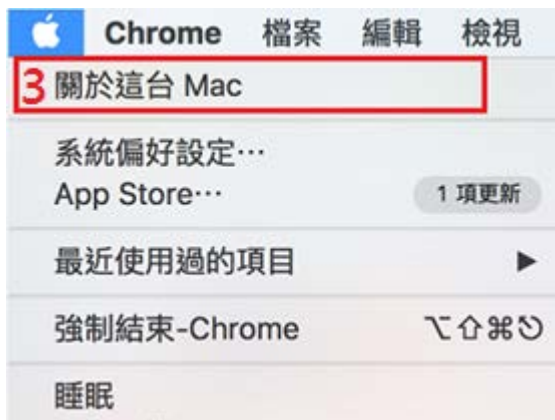 Chrome 檔案 編輯 檢視
3 關於這台 Mac
系統偏好設定⋯
App Store⋯ 1 項更新
最近使用過的項目 ▶
強制結束-Chrome ⌥⇧⌘⎋
睡眠